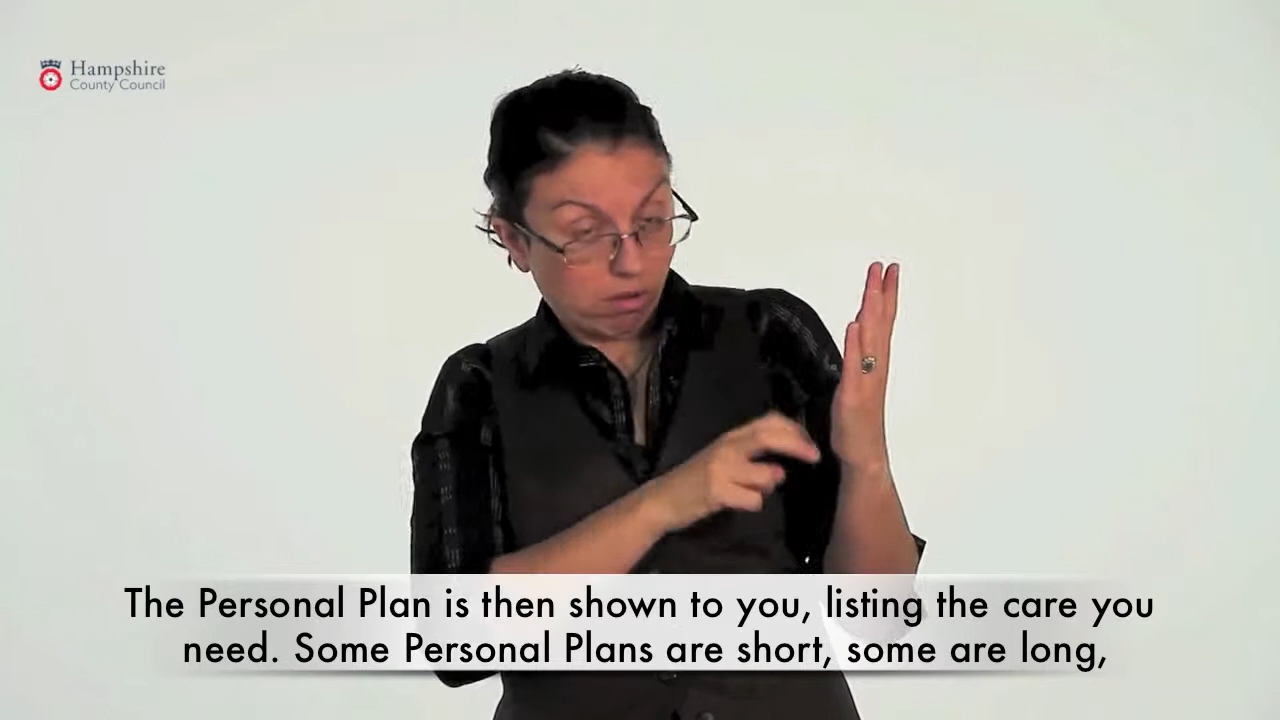 Hampshire
County Council
The Personal Plan is then shown to you, listing the care you
need. Some Personal Plans are short, some are long,